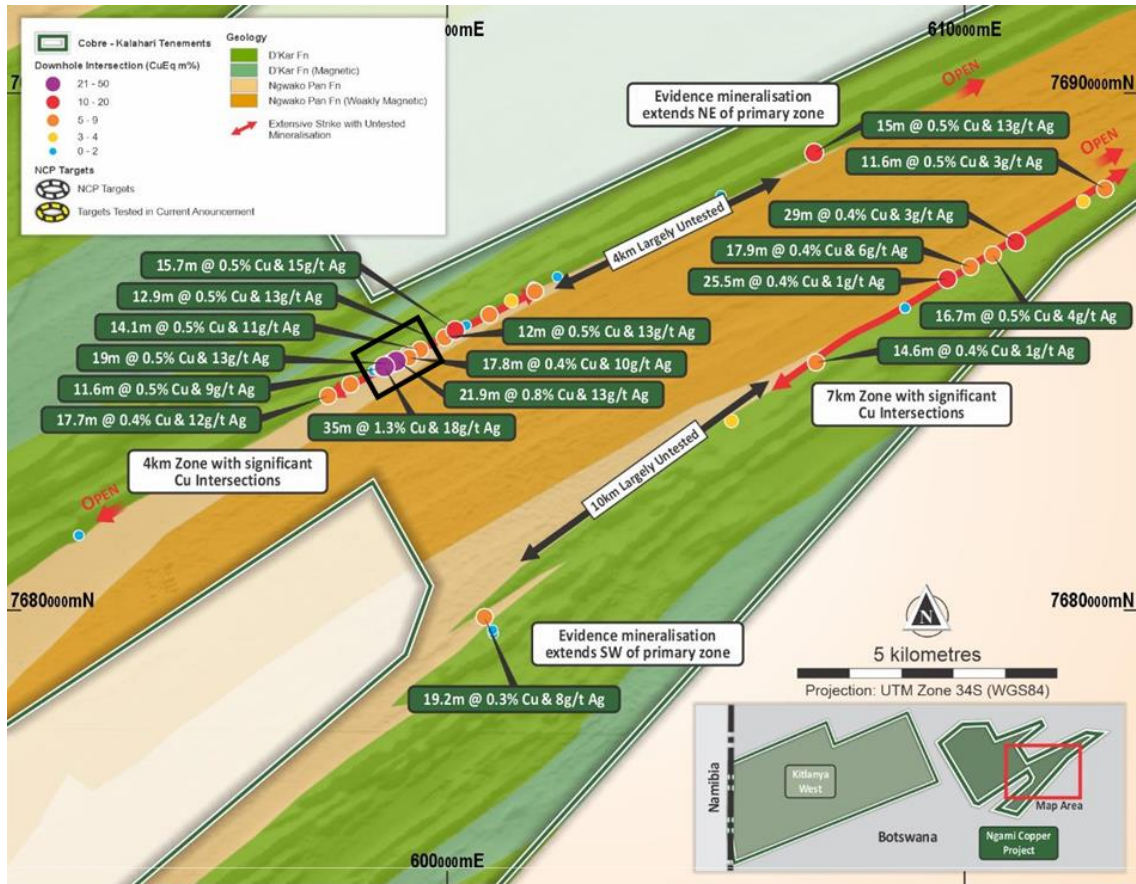 Cobre - Kalahari Tenements
Downhole Intersection (CuEq m%)
21 - 50
10 - 20
5 - 9
3 - 4
0 - 2
NCP Targets
NCP Targets
Targets Tested in Current Anouncement
Geology
D'Kar Fn
D'Kar Fn (Magnetic)
Ngwako Pan Fn
Ngwako Pan Fn (Weakly Magnetic)
Extensive Strike with Untested
Mineralisation
000mE
610000mE
7690000mN
OPEN
Evidence mineralisation
extends NE of primary zone
15m @ 0.5% Cu & 13g/t Ag
OPEN
11.6m @ 0.5% Cu & 3g/t Ag
4km Largely Untested
29m @ 0.4% Cu & 3g/t Ag
17.9m @ 0.4% Cu & 6g/t Ag
25.5m @ 0.4% Cu & 1g/t Ag
15.7m @ 0.5% Cu & 15g/t Ag
12.9m @ 0.5% Cu & 13g/t Ag
14.1m @ 0.5% Cu & 11g/t Ag
19m @ 0.5% Cu & 13g/t Ag
11.6m @ 0.5% Cu & 9g/t Ag
17.7m @ 0.4% Cu & 12g/t Ag
12m @ 0.5% Cu & 13g/t Ag
17.8m @ 0.4% Cu & 10g/t Ag
21.9m @ 0.8% Cu & 13g/t Ag
35m @ 1.3% Cu & 18g/t Ag
16.7m @ 0.5% Cu & 4g/t Ag
14.6m @ 0.4% Cu & 1g/t Ag
7km Zone with significant
Cu Intersections
4km Zone with significant
Cu Intersections
OPEN
10km Largely Untested
7680000mN
7680000mN
Evidence mineralisation
extends SW of primary zone
19.2m @ 0.3% Cu & 8g/t Ag
N
5 kilometres
Projection: UTM Zone 34S (WGS84)
Namibia
Kitlanya
West
Map Area
Botswana
Ngami Copper
Project
600000mE